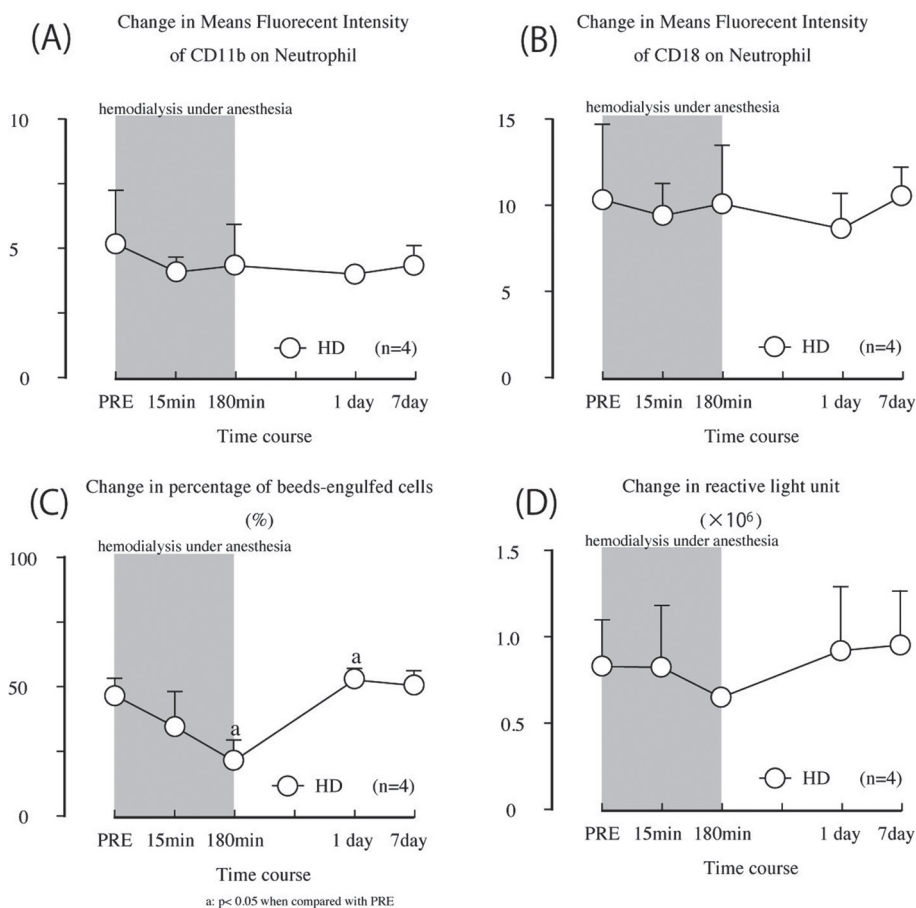 (A)
Change in Means Fluorecent Intensity
of CD11b on Neutrophil
hemodialysis under anesthesia
10
5
0
HD (n=4)
PRE 15min 180min 1 day 7day
Time course
(B)
Change in Means Fluorecent Intensity
of CD18 on Neutrophil
hemodialysis under anesthesia
15
10
5
0
HD (n=4)
PRE 15min 180min 1 day 7day
Time course
(C)
Change in percentage of beeds-engulfed cells
(%)
hemodialysis under anesthesia
100
50
0
a
a
HD (n=4)
PRE 15min 180min 1 day 7day
Time course
a: p< 0.05 when compared with PRE
(D)
Change in reactive light unit
(×10⁶)
hemodialysis under anesthesia
1.5
1.0
0.5
0
HD (n=4)
PRE 15min 180min 1 day 7day
Time course